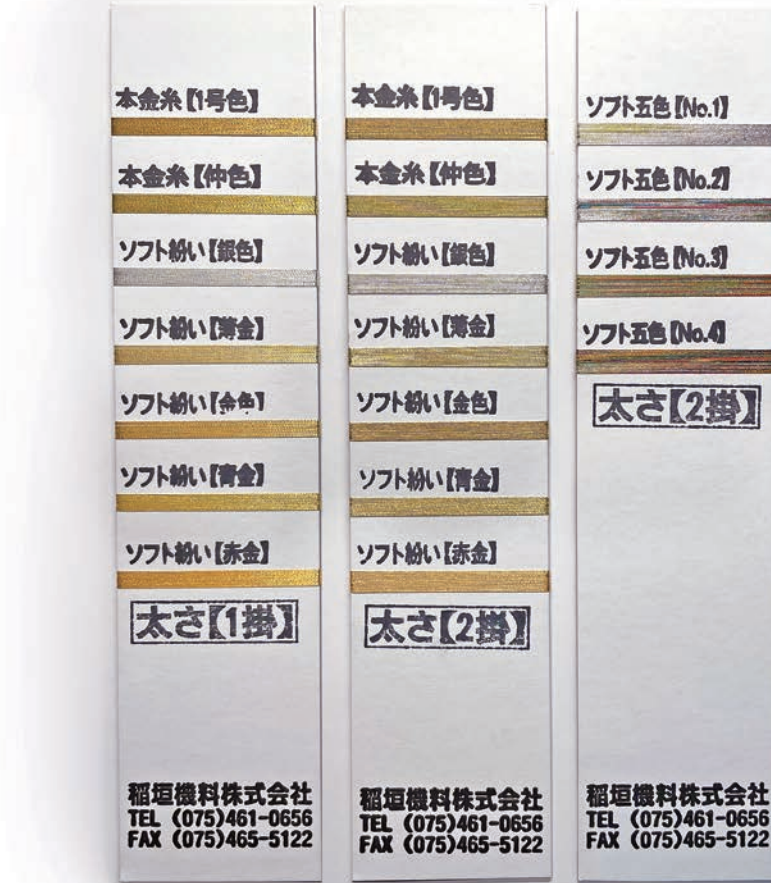 本金糸【1号色】
本金糸【仲色】
ソフト紛い【銀色】
ソフト紛い【薄金】
ソフト紛い【金色】
ソフト紛い【青金】
ソフト紛い【赤金】
太さ【1掛】
稲垣機料株式会社
TEL (075)461-0656
FAX (075)465-5122
本金糸【1号色】
本金糸【仲色】
ソフト紛い【銀色】
ソフト紛い【薄金】
ソフト紛い【金色】
ソフト紛い【青金】
ソフト紛い【赤金】
太さ【2掛】
稲垣機料株式会社
TEL (075)461-0656
FAX (075)465-5122
ソフト五色【No.1】
ソフト五色【No.2】
ソフト五色【No.3】
ソフト五色【No.4】
太さ【2掛】
稲垣機料株式会社
TEL (075)461-0656
FAX (075)465-5122